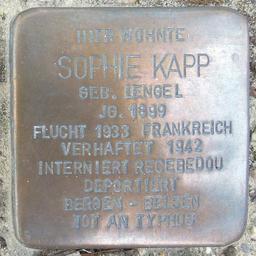 HIER WOHNTE
SOPHIE KAPP
GEB. LENGEL
JG. 1899
FLUCHT 1933 FRANKREICH
VERHAFTET 1942
INTERNIERT RECEBEDOU
DEPORTIERT
BERGEN-BELSEN
TOT AN TYPHUS